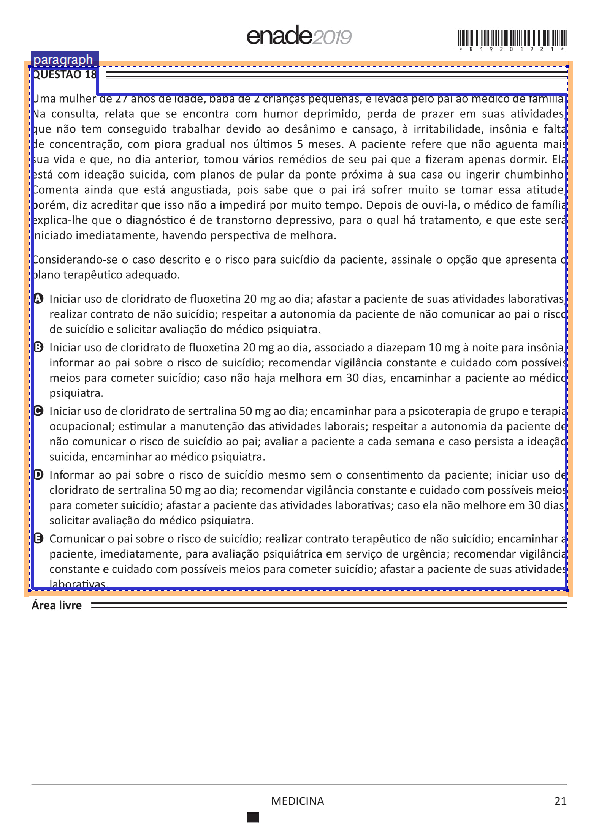 enade2019
paragraph
QUESTÃO 18
Uma mulher de 27 anos de idade, babá de 2 crianças pequenas, é levada pelo pai ao médico de família.
Na consulta, relata que se encontra com humor deprimido, perda de prazer em suas atividades,
que não tem conseguido trabalhar devido ao desânimo e cansaço, à irritabilidade, insônia e falta
de concentração, com piora gradual nos últimos 5 meses. A paciente refere que não aguenta mais
sua vida e que, no dia anterior, tomou vários remédios de seu pai que a fizeram apenas dormir. Ela
está com ideação suicida, com planos de pular da ponte próxima à sua casa ou ingerir chumbinho.
Comenta ainda que está angustiada, pois sabe que o pai irá sofrer muito se tomar essa atitude,
porém, diz acreditar que isso não a impedirá por muito tempo. Depois de ouvi-la, o médico de família
explica-lhe que o diagnóstico é de transtorno depressivo, para o qual há tratamento, e que este será
iniciado imediatamente, havendo perspectiva de melhora.
Considerando-se o caso descrito e o risco para suicídio da paciente, assinale o opção que apresenta o
plano terapêutico adequado.
A Iniciar uso de cloridrato de fluoxetina 20 mg ao dia; afastar a paciente de suas atividades laborativas;
realizar contrato de não suicídio; respeitar a autonomia da paciente de não comunicar ao pai o risco
de suicídio e solicitar avaliação do médico psiquiatra.
B Iniciar uso de cloridrato de fluoxetina 20 mg ao dia, associado a diazepam 10 mg à noite para insônia;
informar ao pai sobre o risco de suicídio; recomendar vigilância constante e cuidado com possíveis
meios para cometer suicídio; caso não haja melhora em 30 dias, encaminhar a paciente ao médico
psiquiatra.
C Iniciar uso de cloridrato de sertralina 50 mg ao dia; encaminhar para a psicoterapia de grupo e terapia
ocupacional; estimular a manutenção das atividades laborais; respeitar a autonomia da paciente de
não comunicar o risco de suicídio ao pai; avaliar a paciente a cada semana e caso persista a ideação
suicida, encaminhar ao médico psiquiatra.
D Informar ao pai sobre o risco de suicídio mesmo sem o consentimento da paciente; iniciar uso de
cloridrato de sertralina 50 mg ao dia; recomendar vigilância constante e cuidado com possíveis meios
para cometer suicídio; afastar a paciente das atividades laborativas; caso ela não melhore em 30 dias,
solicitar avaliação do médico psiquiatra.
E Comunicar o pai sobre o risco de suicídio; realizar contrato terapêutico de não suicídio; encaminhar a
paciente, imediatamente, para avaliação psiquiátrica em serviço de urgência; recomendar vigilância
constante e cuidado com possíveis meios para cometer suicídio; afastar a paciente de suas atividades
laborativas.
Área livre
MEDICINA
21